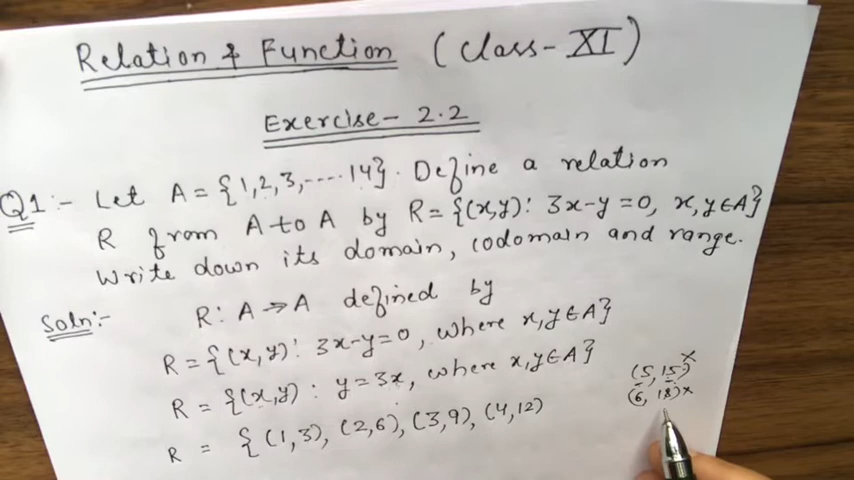 Relation & Function (Class-XI)
Exercise- 2.2
Q1:- Let A = {1,2,3,....14}. Define a relation
R from A to A by R = {(x,y): 3x-y=0, x,y∈A}
Write down its domain, codomain and range.
Soln:- R: A→A defined by
R = {(x,y): 3x-y=0, where x,y∈A}
R = {(x,y): y=3x, where x,y∈A}
(5,15)×
(6,18)×
R = {(1,3), (2,6), (3,9), (4,12)